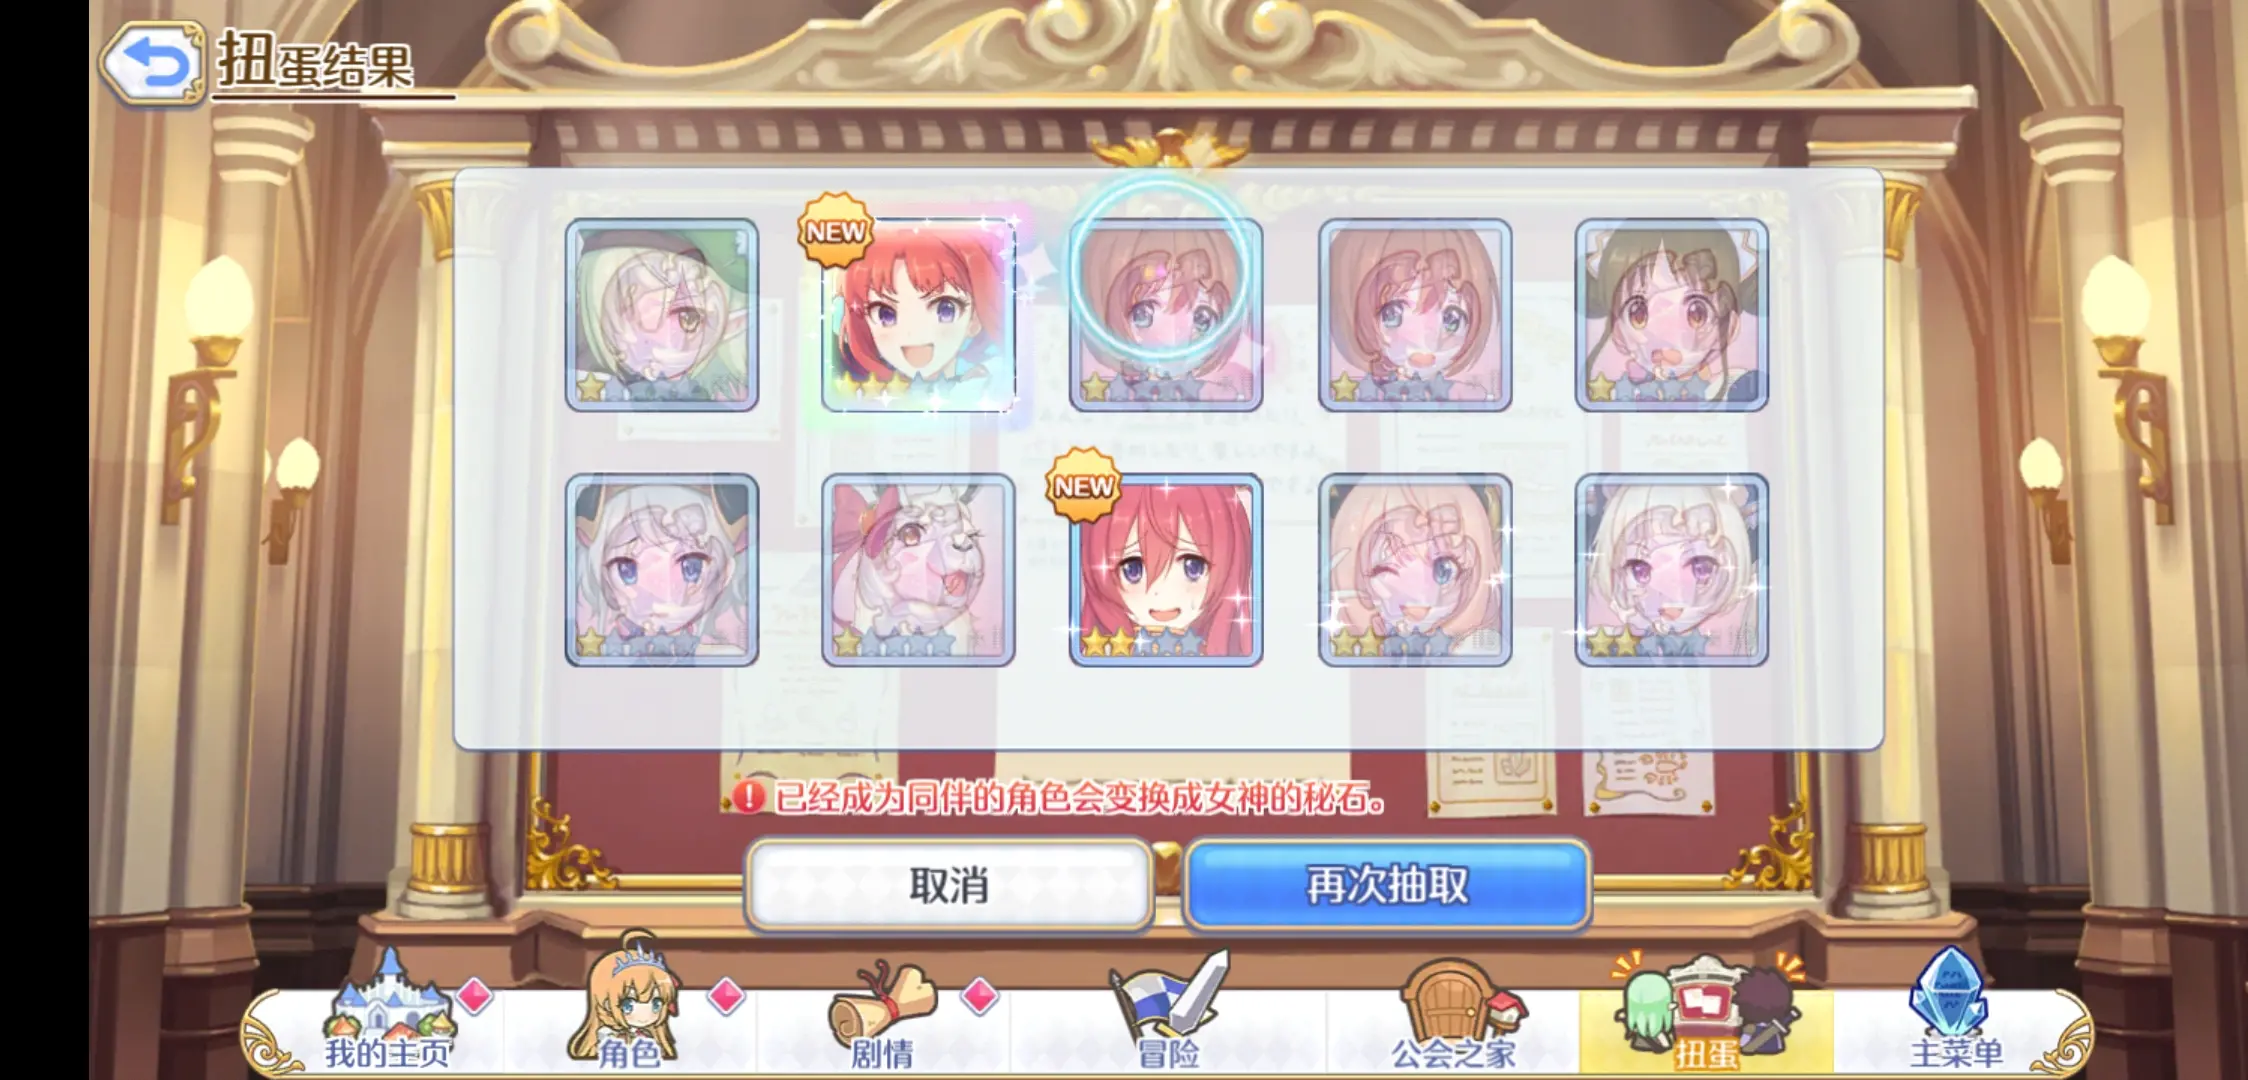 扭蛋结果
NEW
NEW
已经成为同伴的角色会变换成女神的秘石。
取消
再次抽取
我的主页
角色
剧情
冒险
公会之家
扭蛋
主菜单